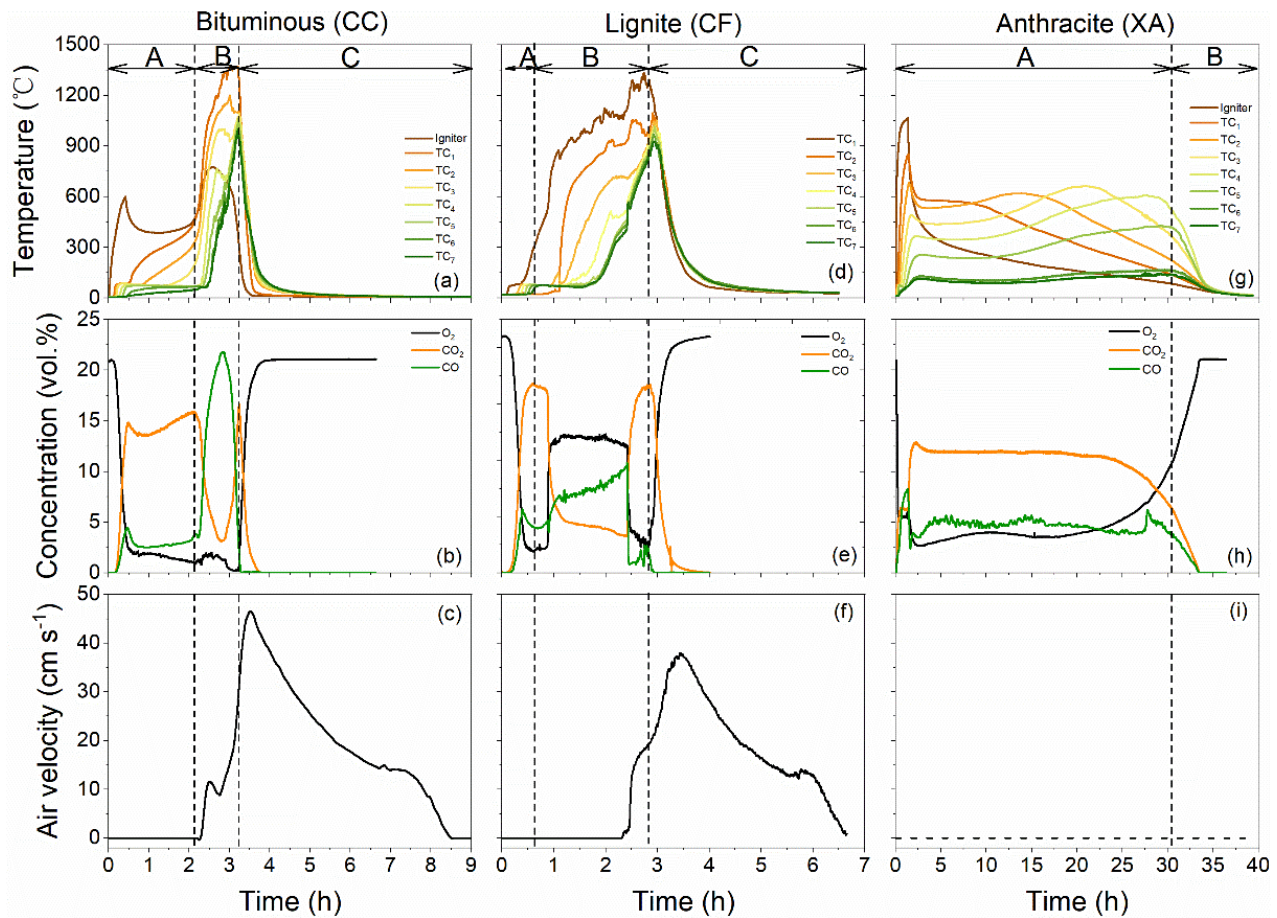 Bituminous (CC) Lignite (CF) Anthracite (XA)
A B C A B C A B
Temperature (℃)
1500
1200
900
600
300
0
Igniter
TC1
TC2
TC3
TC4
TC5
TC6
TC7
(a)
TC1
TC2
TC3
TC4
TC5
TC6
TC7
(d)
Igniter
TC1
TC2
TC3
TC4
TC5
TC6
TC7
(g)
Concentration (vol.%)
25
20
15
10
5
0
O2
CO2
CO
(b)
O2
CO2
CO
(e)
O2
CO2
CO
(h)
Air velocity (cm s-1)
50
40
30
20
10
0
(c)
(f)
(i)
0 1 2 3 4 5 6 7 8 9 0 1 2 3 4 5 6 7 0 5 10 15 20 25 30 35 40
Time (h) Time (h) Time (h)